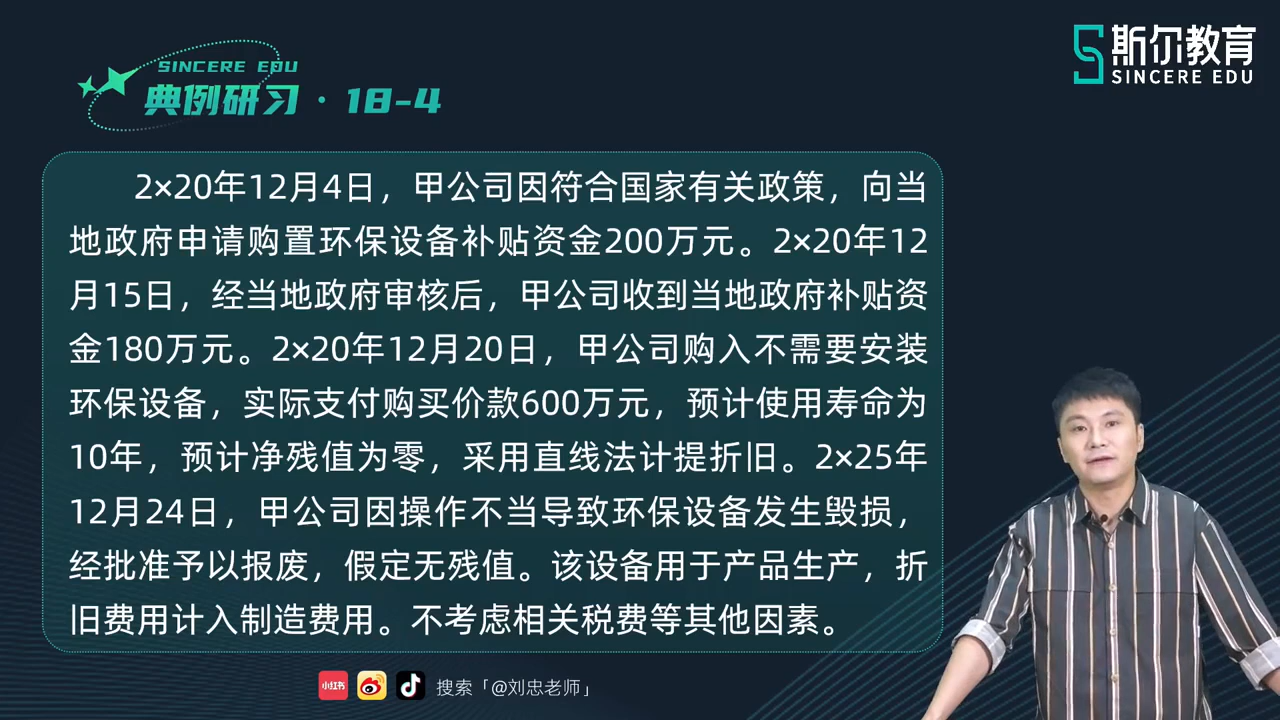 斯尔教育
SINCERE EDU
SINCERE EDU
典例研习·18-4
2×20年12月4日，甲公司因符合国家有关政策，向当
地政府申请购置环保设备补贴资金200万元。2×20年12
月15日，经当地政府审核后，甲公司收到当地政府补贴资
金180万元。2×20年12月20日，甲公司购入不需要安装
环保设备，实际支付购买价款600万元，预计使用寿命为
10年，预计净残值为零，采用直线法计提折旧。2×25年
12月24日，甲公司因操作不当导致环保设备发生毁损，
经批准予以报废，假定无残值。该设备用于产品生产，折
旧费用计入制造费用。不考虑相关税费等其他因素。
小红书
搜索「@刘忠老师」